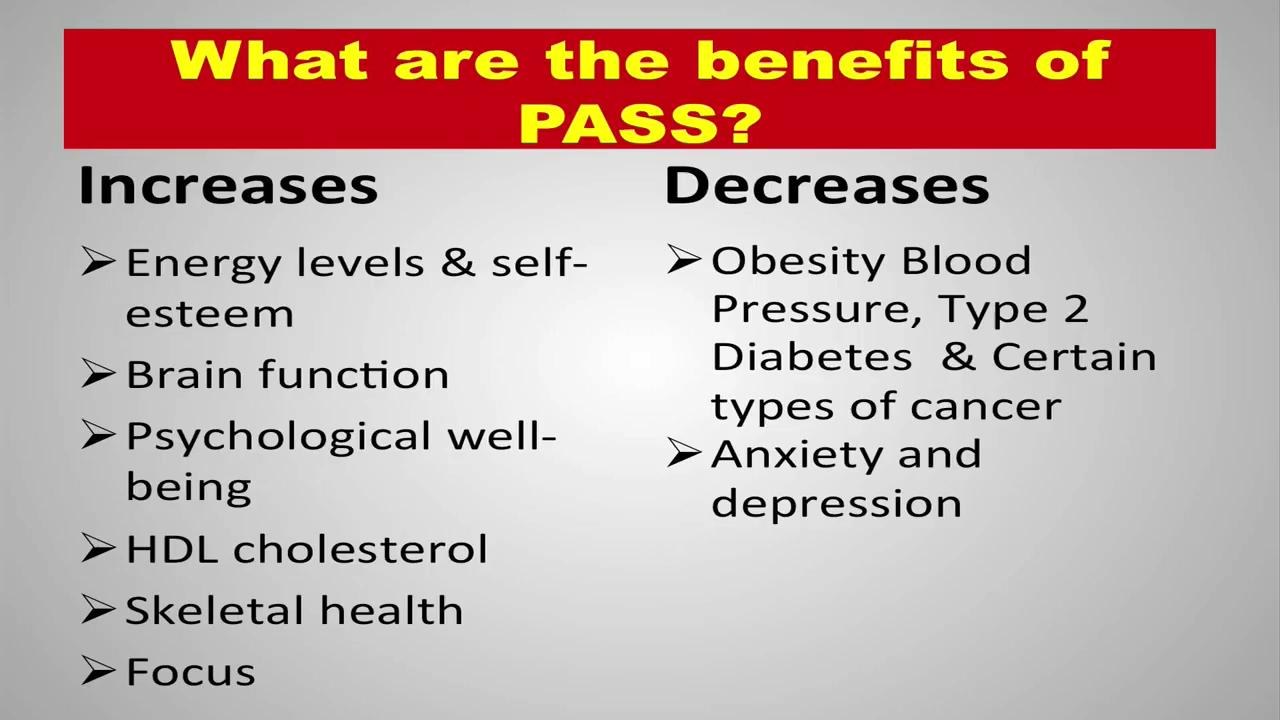 What are the benefits of
PASS?
Increases
➢Energy levels & self-
esteem
➢Brain function
➢Psychological well-
being
➢HDL cholesterol
➢Skeletal health
➢Focus
Decreases
➢Obesity Blood
Pressure, Type 2
Diabetes & Certain
types of cancer
➢Anxiety and
depression